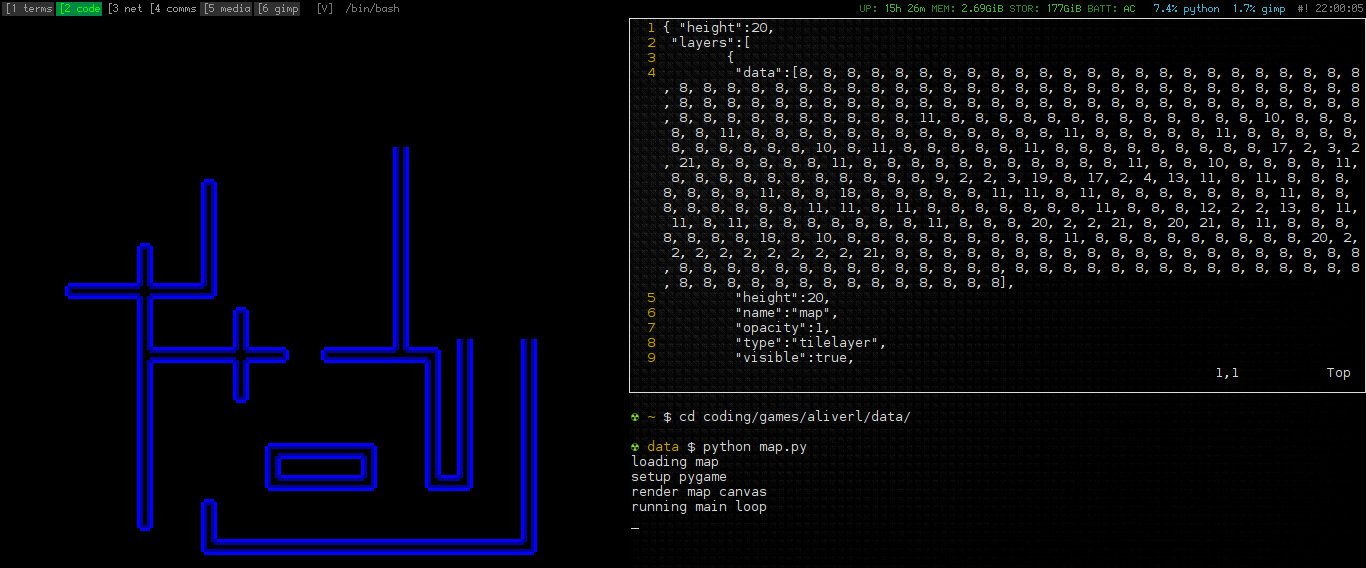 [1 terms [2 code [3 net [4 comms [5 media [6 gimp [V] /bin/bash UP: 15h 26m MEM: 2.69GiB STOR: 177GiB BATT: AC 7.4% python 1.7% gimp #! 22:00:05
1 { "height":20,
2 "layers":[
3 {
4 "data":[8, 8, 8, 8, 8, 8, 8, 8, 8, 8, 8, 8, 8, 8, 8, 8, 8, 8, 8, 8, 8, 8, 8, 8
, 8, 8, 8, 8, 8, 8, 8, 8, 8, 8, 8, 8, 8, 8, 8, 8, 8, 8, 8, 8, 8, 8, 8, 8, 8, 8, 8, 8, 8
, 8, 8, 8, 8, 8, 8, 8, 8, 8, 8, 8, 8, 8, 8, 8, 8, 8, 8, 8, 8, 8, 8, 8, 8, 8, 8, 8, 8, 8
, 8, 8, 8, 8, 8, 8, 8, 8, 8, 8, 11, 8, 8, 8, 8, 8, 8, 8, 8, 8, 8, 8, 8, 8, 10, 8, 8, 8,
8, 8, 11, 8, 8, 8, 8, 8, 8, 8, 8, 8, 8, 8, 8, 8, 11, 8, 8, 8, 8, 8, 11, 8, 8, 8, 8, 8,
8, 8, 8, 8, 8, 8, 10, 8, 11, 8, 8, 8, 8, 8, 11, 8, 8, 8, 8, 8, 8, 8, 8, 8, 17, 2, 3, 2
, 21, 8, 8, 8, 8, 8, 11, 8, 8, 8, 8, 8, 8, 8, 8, 8, 8, 8, 11, 8, 8, 10, 8, 8, 8, 8, 11,
8, 8, 8, 8, 8, 8, 8, 8, 8, 8, 8, 9, 2, 2, 3, 19, 8, 17, 2, 4, 13, 11, 8, 11, 8, 8, 8,
8, 8, 8, 8, 11, 8, 8, 18, 8, 8, 8, 8, 8, 11, 11, 8, 11, 8, 8, 8, 8, 8, 8, 8, 11, 8, 8,
8, 8, 8, 8, 8, 8, 11, 11, 8, 11, 8, 8, 8, 8, 8, 8, 8, 11, 8, 8, 8, 12, 2, 2, 13, 8, 11,
11, 8, 11, 8, 8, 8, 8, 8, 8, 8, 11, 8, 8, 8, 20, 2, 2, 21, 8, 20, 21, 8, 11, 8, 8, 8,
8, 8, 8, 8, 18, 8, 10, 8, 8, 8, 8, 8, 8, 8, 8, 8, 11, 8, 8, 8, 8, 8, 8, 8, 8, 20, 2,
2, 2, 2, 2, 2, 2, 2, 21, 8, 8, 8, 8, 8, 8, 8, 8, 8, 8, 8, 8, 8, 8, 8, 8, 8, 8, 8, 8
, 8, 8, 8, 8, 8, 8, 8, 8, 8, 8, 8, 8, 8, 8, 8, 8, 8, 8, 8, 8, 8, 8, 8, 8, 8, 8, 8, 8, 8
, 8, 8, 8, 8, 8, 8, 8, 8, 8, 8, 8, 8, 8, 8],
5 "height":20,
6 "name":"map",
7 "opacity":1,
8 "type":"tilelayer",
9 "visible":true,
1,1 Top
☢ ~ $ cd coding/games/aliverl/data/
☢ data $ python map.py
loading map
setup pygame
render map canvas
running main loop